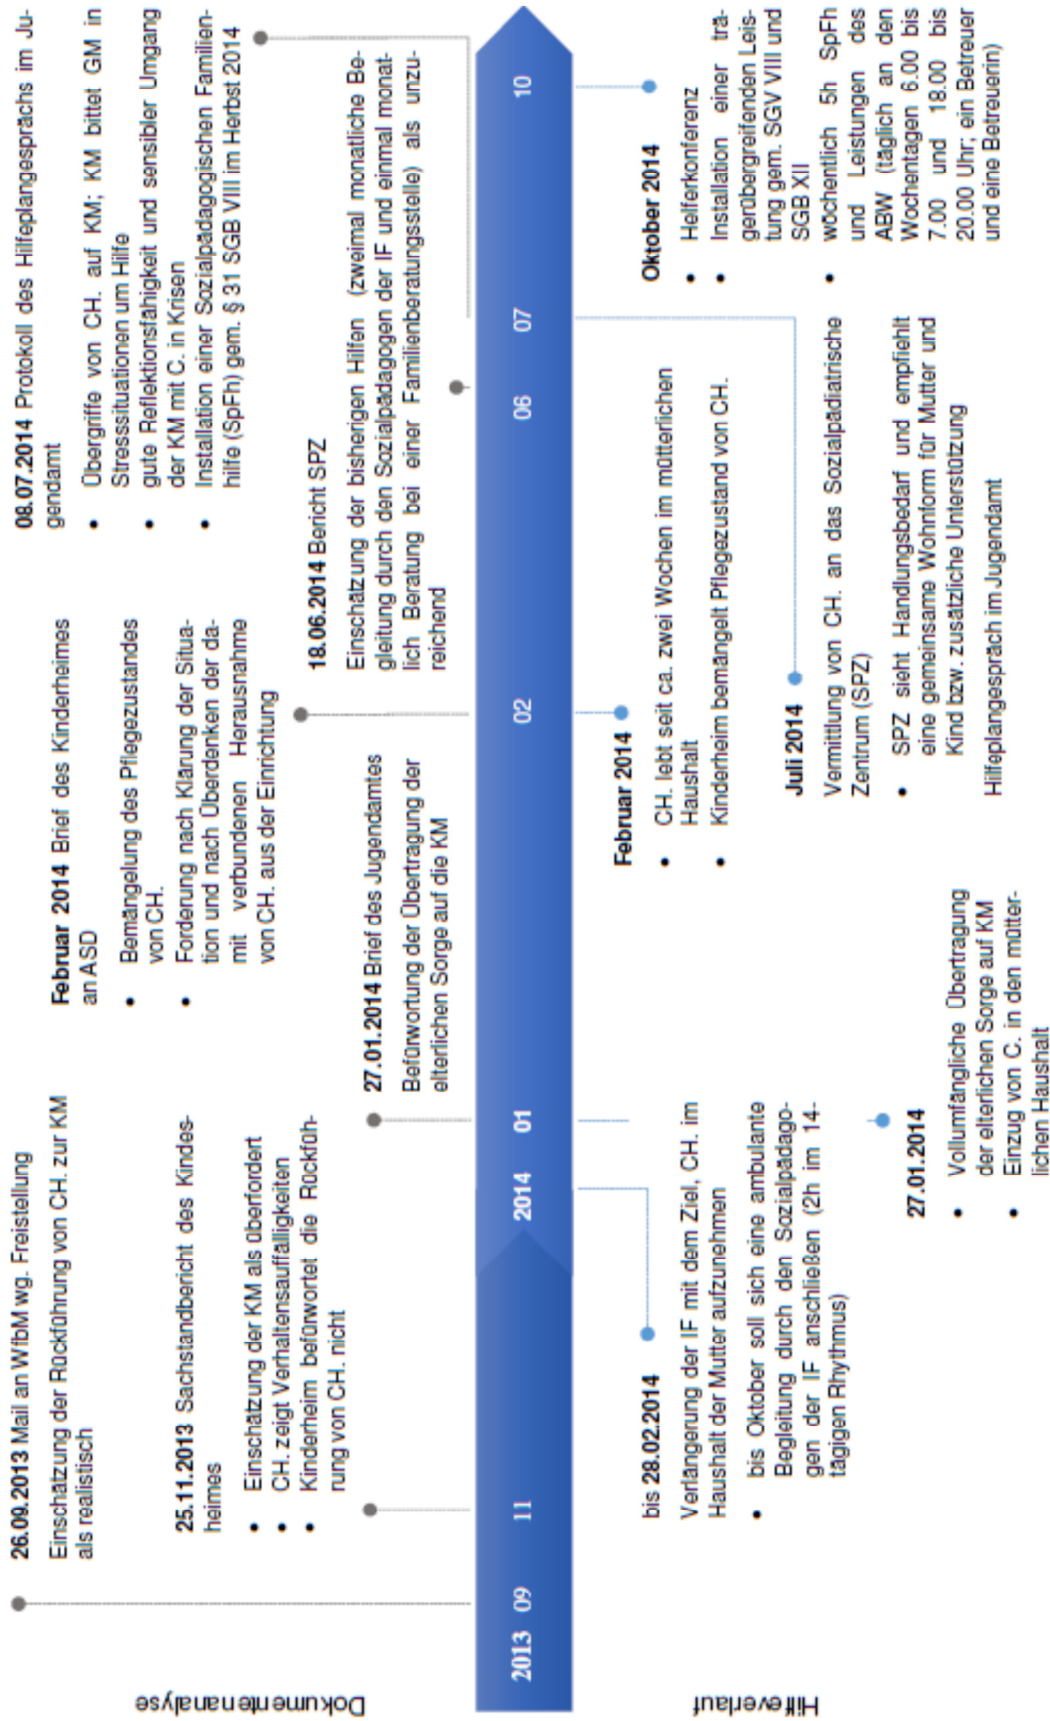 Dokumentenanalyse
26.09.2013 Mail an WfbM wg. Freistellung
Einschätzung der Rückführung von CH. zur KM
als realistisch
25.11.2013 Sachstandbericht des Kindes-
heimes
• Einschätzung der KM als überfordert
• CH. zeigt Verhaltensauffälligkeiten
• Kinderheim befürwortet die Rückfüh-
rung von CH. nicht
27.01.2014 Brief des Jugendamtes
Befürwortung der Übertragung der
elterlichen Sorge auf die KM
Februar 2014 Brief des Kinderheimes
an ASD
• Bemängelung des Pflegezustandes
von CH.
• Forderung nach Klärung der Situa-
tion und nach Überdenken der da-
mit verbundenen Herausnahme
von CH. aus der Einrichtung
18.06.2014 Bericht SPZ
Einschätzung der bisherigen Hilfen (zweimal monatliche Be-
gleitung durch den Sozialpädagogen der IF und einmal monat-
lich Beratung bei einer Familienberatungsstelle) als unzu-
reichend
08.07.2014 Protokoll des Hilfeplangesprächs im Ju-
gendamt
• Übergriffe von CH. auf KM; KM bittet GM in
Stresssituationen um Hilfe
• gute Reflektionsfähigkeit und sensibler Umgang
der KM mit C. in Krisen
• Installation einer Sozialpädagogischen Familien-
hilfe (SpFh) gem. § 31 SGB VIII im Herbst 2014
2013 09 11 2014 01 02 06 07 10
Hilfeverlauf
bis 28.02.2014
Verlängerung der IF mit dem Ziel, CH. im
Haushalt der Mutter aufzunehmen
• bis Oktober soll sich eine ambulante
Begleitung durch den Sozialpädago-
gen der IF anschließen (2h im 14-
tägigen Rhythmus)
27.01.2014
• Vollumfängliche Übertragung
der elterlichen Sorge auf KM
• Einzug von C. in den mütter-
lichen Haushalt
Februar 2014
• CH. lebt seit ca. zwei Wochen im mütterlichen
Haushalt
• Kinderheim bemängelt Pflegezustand von CH.
Juli 2014
Vermittlung von CH. an das Sozialpädiatrische
Zentrum (SPZ)
• SPZ sieht Handlungsbedarf und empfiehlt
eine gemeinsame Wohnform für Mutter und
Kind bzw. zusätzliche Unterstützung
Hilfeplangespräch im Jugendamt
Oktober 2014
• Helferkonferenz
• Installation einer trä-
gerübergreifenden Leis-
tung gem. SGV VIII und
SGB XII
• wöchentlich 5h SpFh
und Leistungen des
ABW (täglich an den
Wochentagen 6.00 bis
7.00 und 18.00 bis
20.00 Uhr; ein Betreuer
und eine Betreuerin)